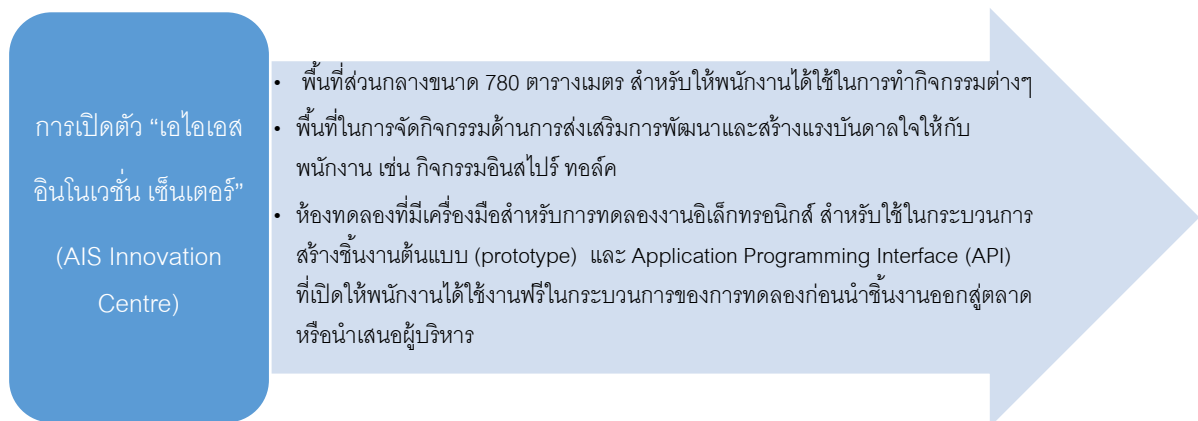 การเปิดตัว “เอไอเอส
อินโนเวชั่น เซ็นเตอร์”
(AIS Innovation
Centre)
• พื้นที่ส่วนกลางขนาด 780 ตารางเมตร สำหรับให้พนักงานได้ใช้ในการทำกิจกรรมต่างๆ
• พื้นที่ในการจัดกิจกรรมด้านการส่งเสริมการพัฒนาและสร้างแรงบันดาลใจให้กับ
พนักงาน เช่น กิจกรรมอินสไปร์ ทอล์ค
• ห้องทดลองที่มีเครื่องมือสำหรับการทดลองงานอิเล็กทรอนิกส์ สำหรับใช้ในกระบวนการ
สร้างชิ้นงานต้นแบบ (prototype) และ Application Programming Interface (API)
ที่เปิดให้พนักงานได้ใช้งานฟรีในกระบวนการของการทดลองก่อนนำชิ้นงานออกสู่ตลาด
หรือนำเสนอผู้บริหาร